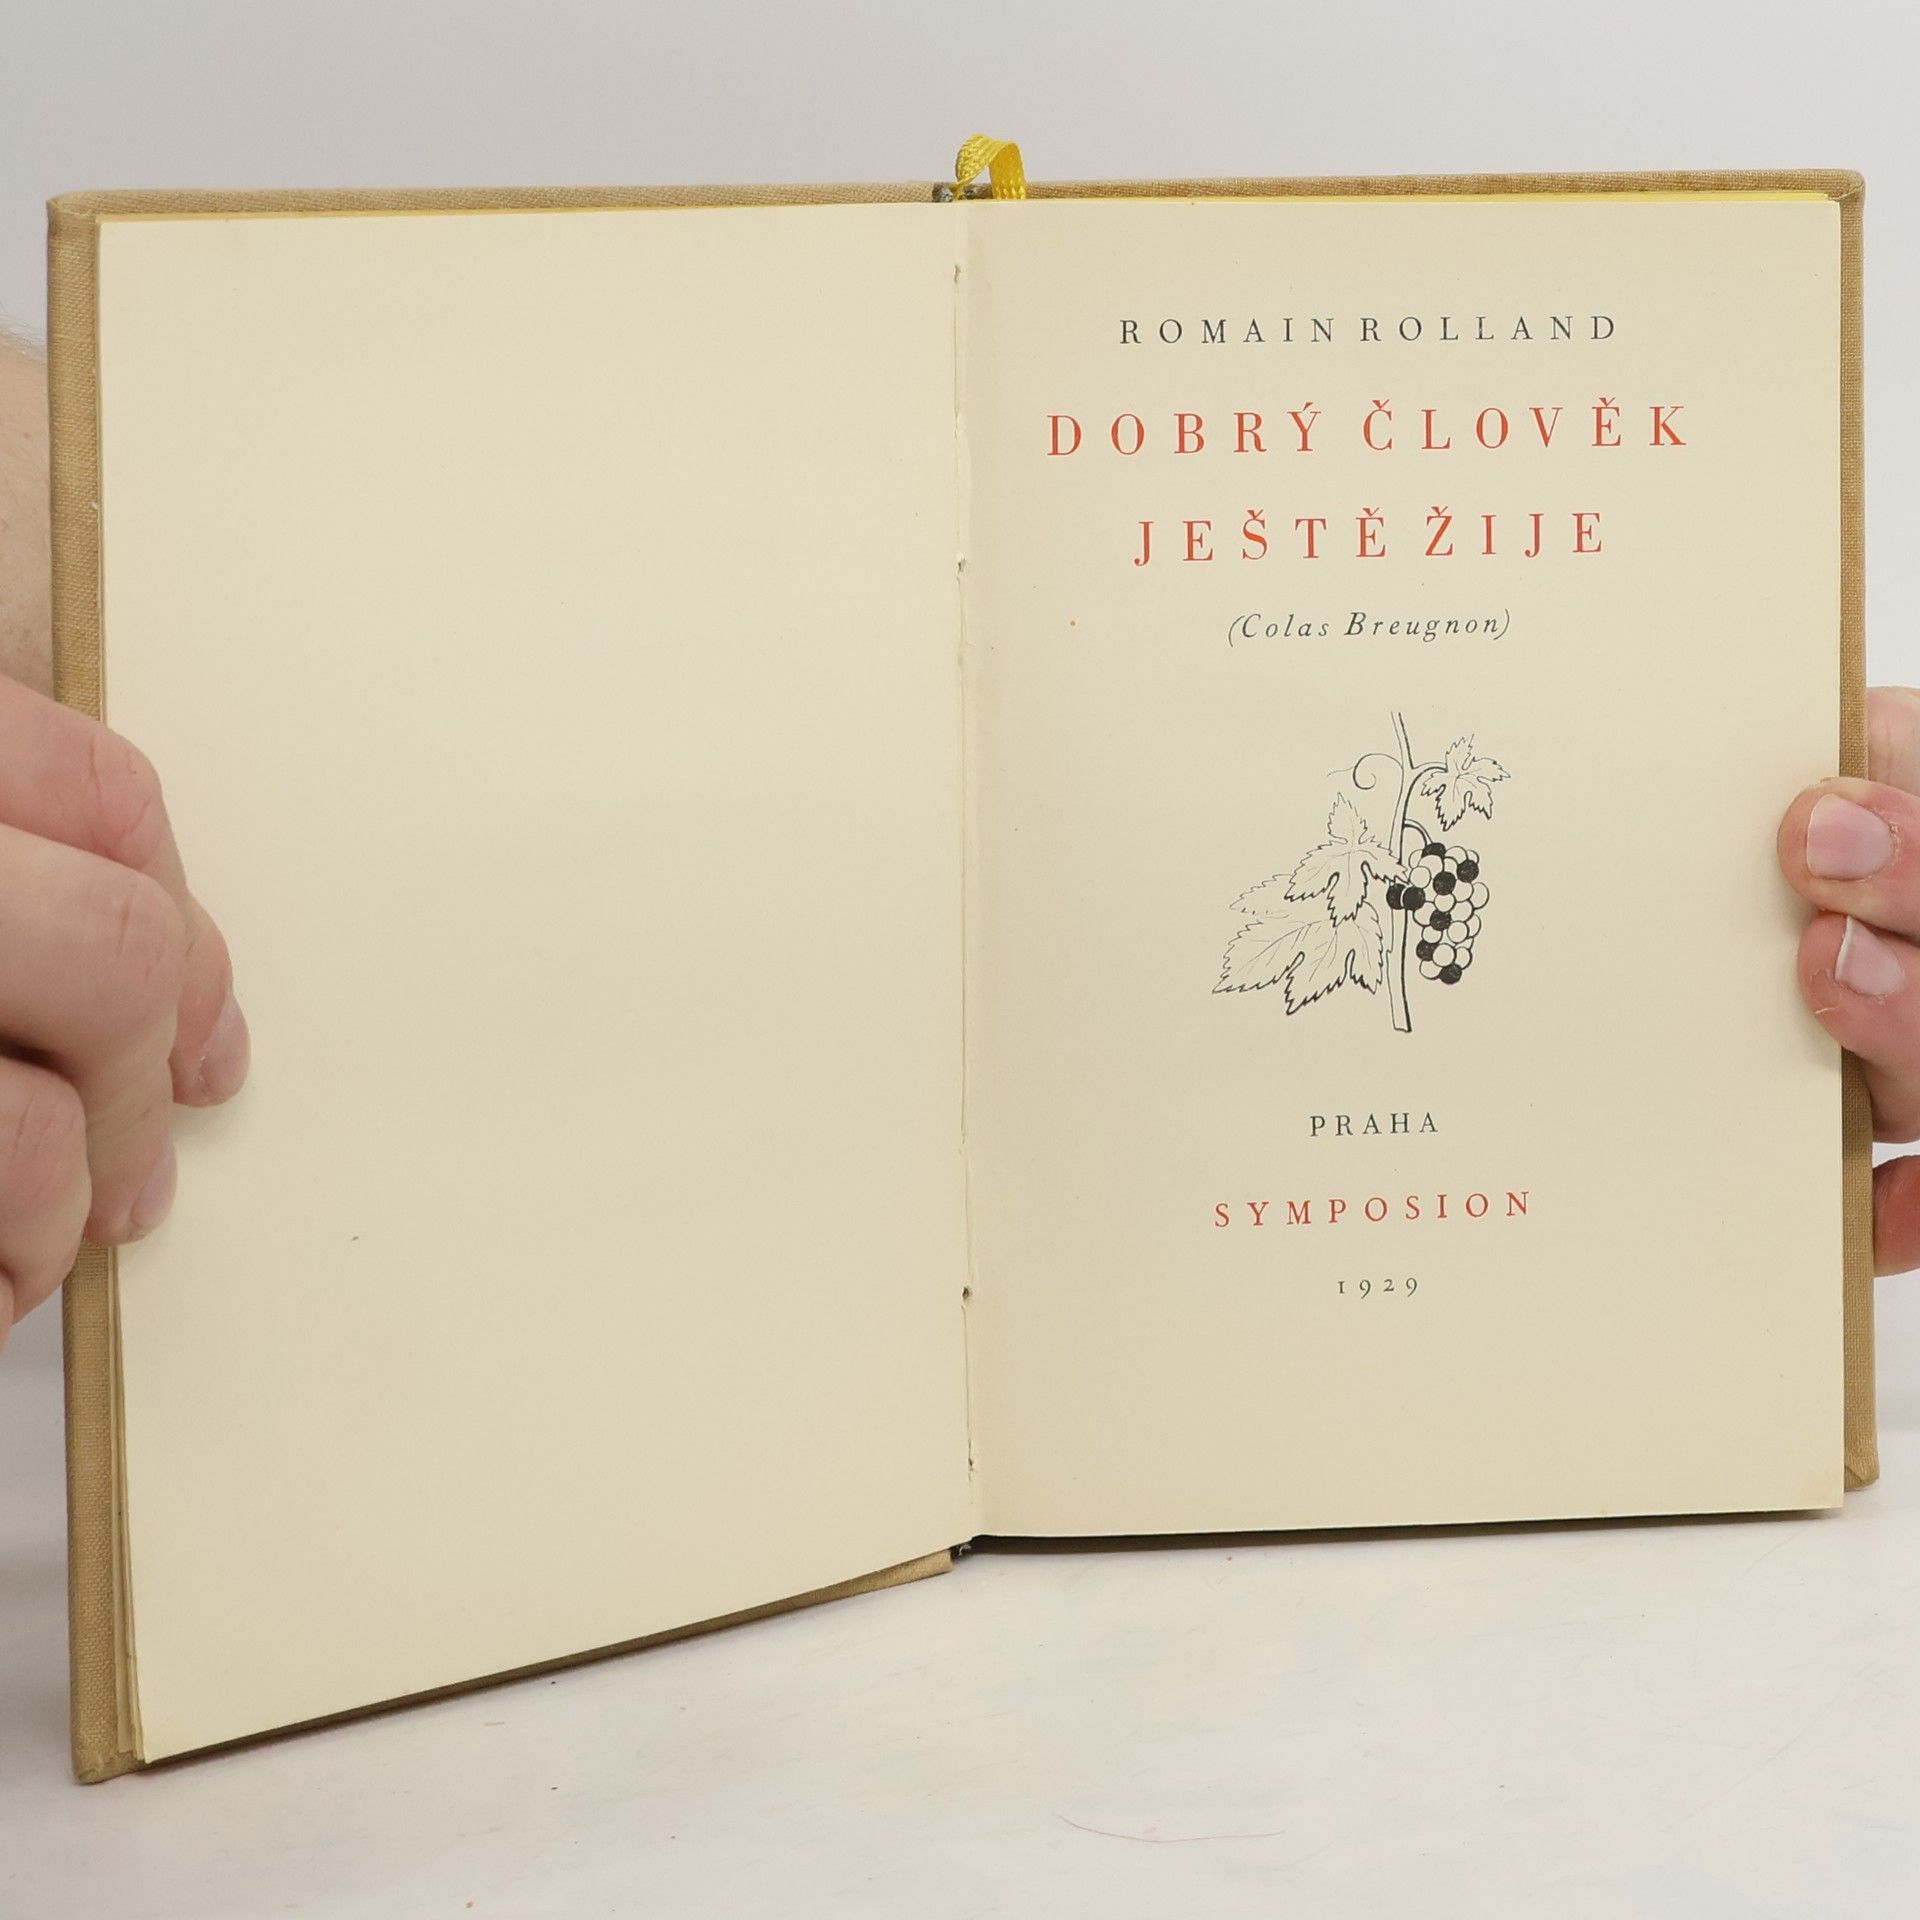 ROMAIN ROLLAND
DOBRÝ ČLOVĚK
JEŠTĚ ŽIJE
(Colas Breugnon)
PRAHA
SYMPOSION
1929